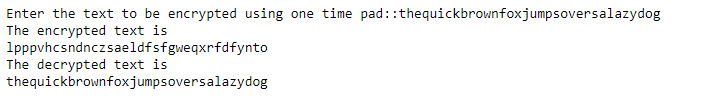 Enter the text to be encrypted using one time pad::thequickbrownfoxjumpsoversalazydog
The encrypted text is
lpppvhcsndnczsaeldfsfgweqxrfdfynto
The decrypted text is
thequickbrownfoxjumpsoversalazydog